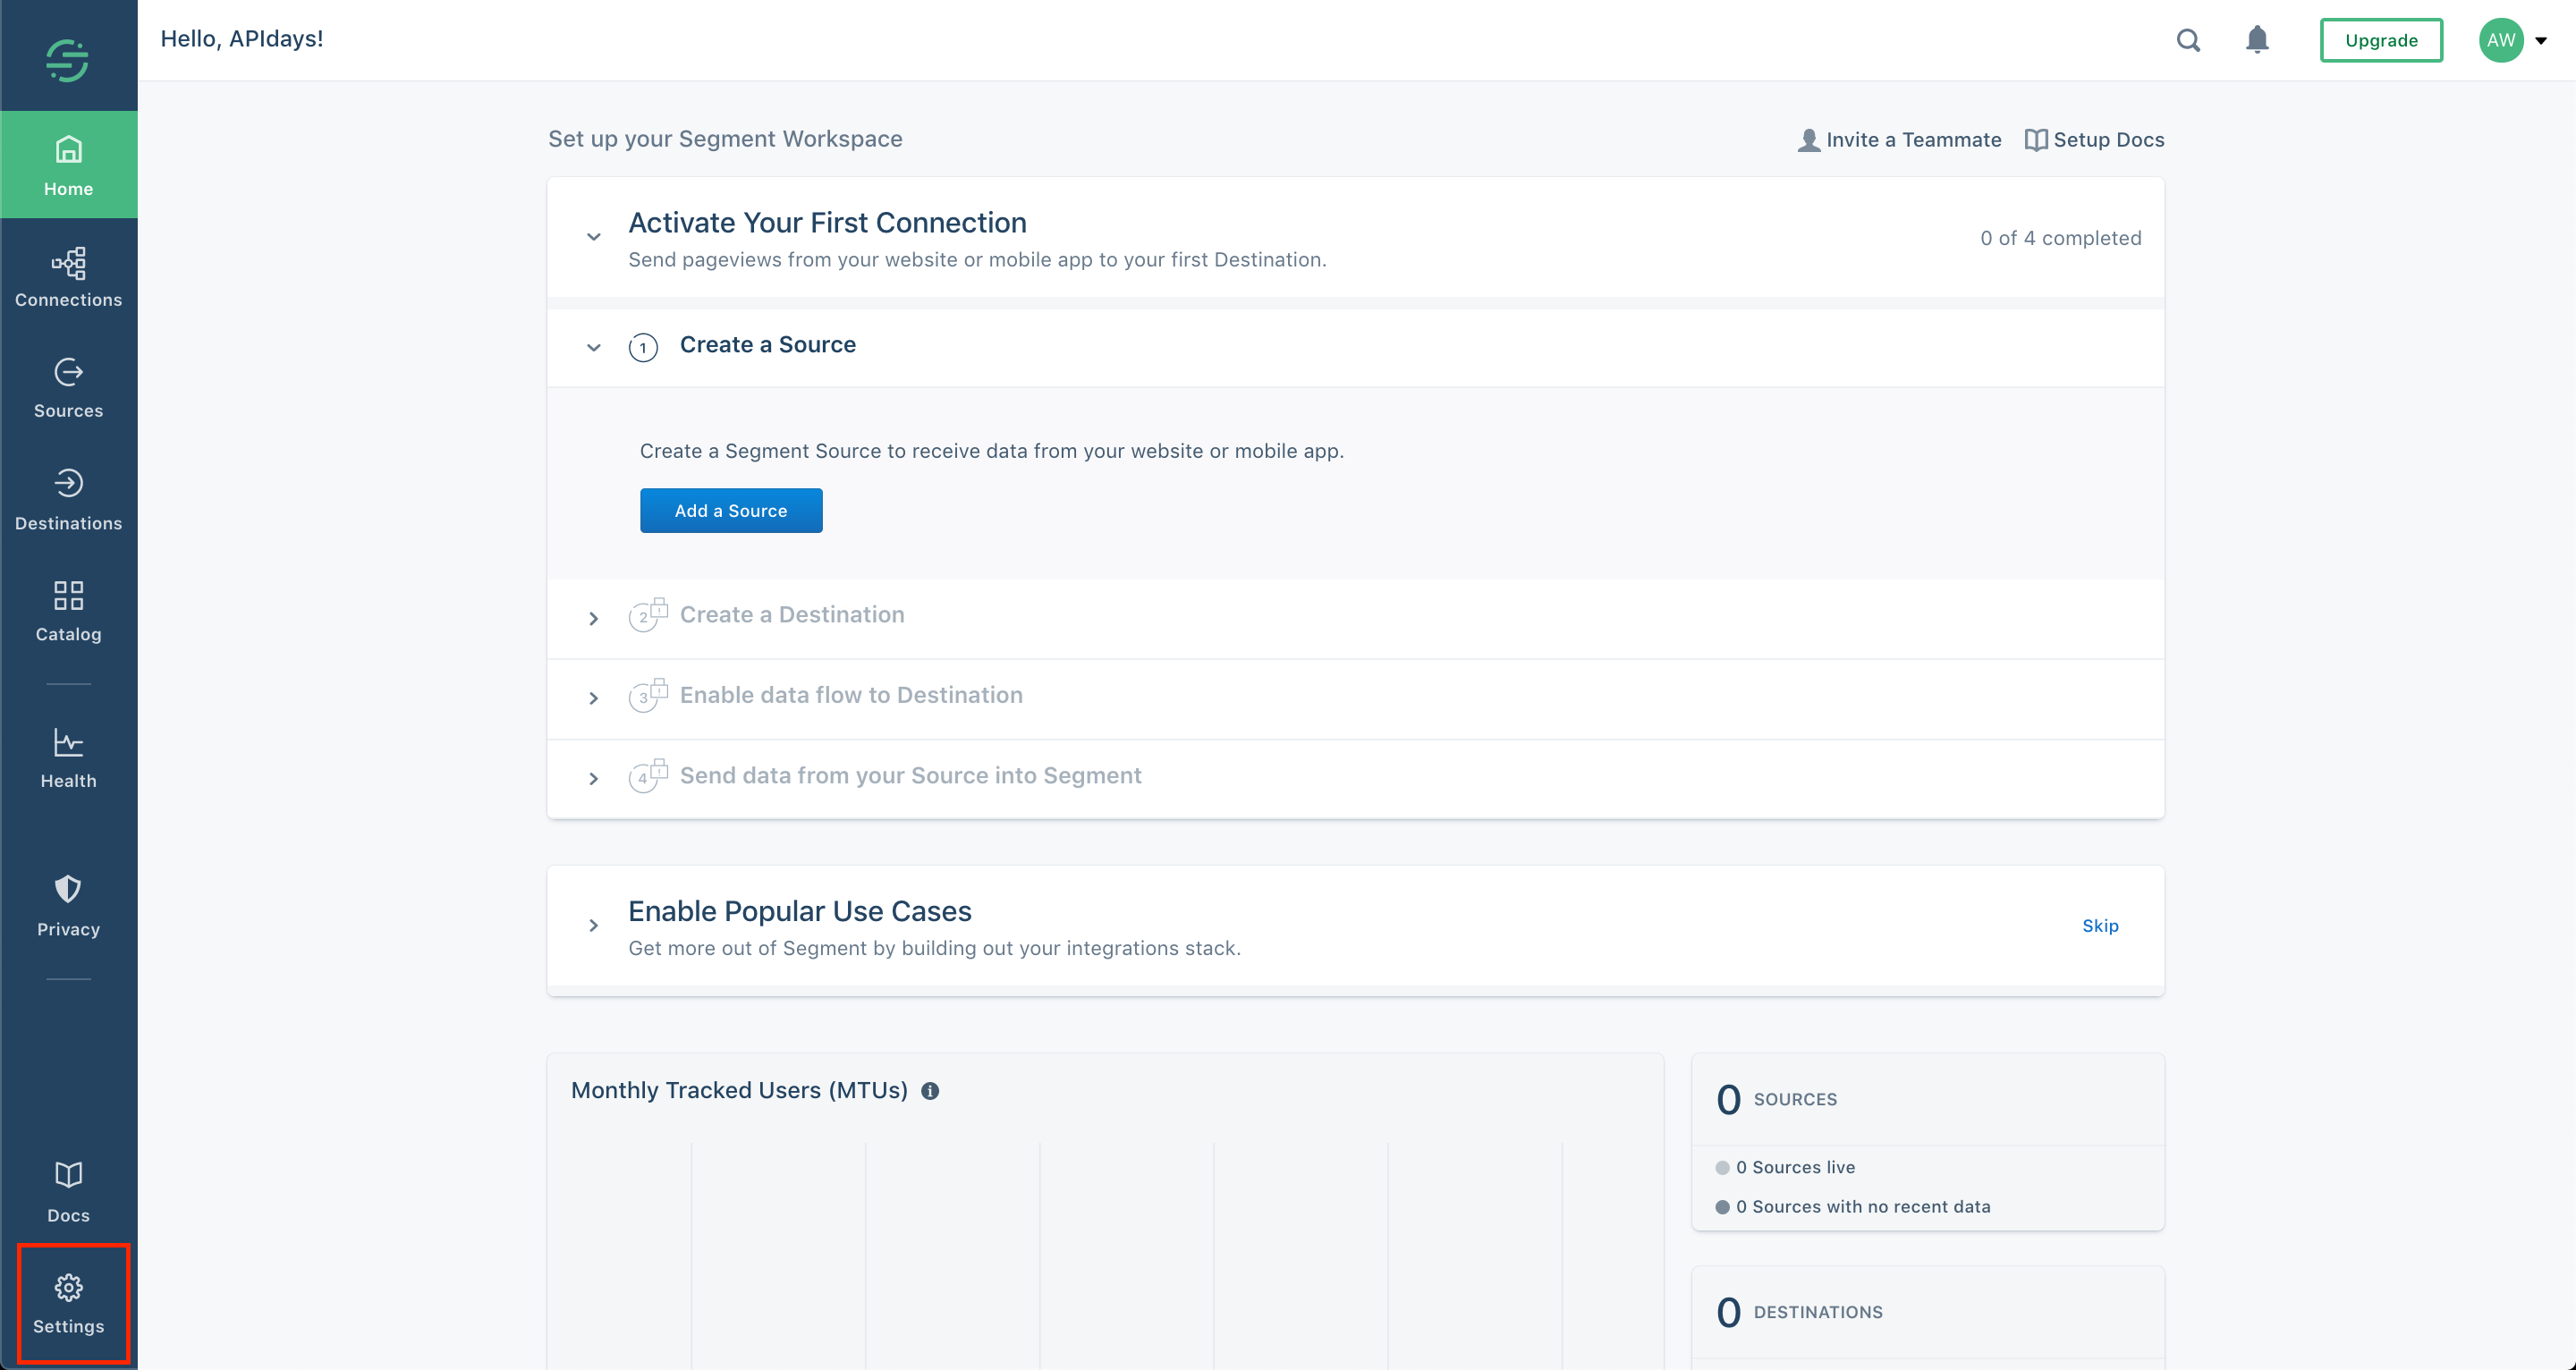 Hello, APIdays!
Upgrade
AW
Home
Connections
Sources
Destinations
Catalog
Health
Privacy
Docs
Settings
Set up your Segment Workspace
Invite a Teammate
Setup Docs
Activate Your First Connection
Send pageviews from your website or mobile app to your first Destination.
0 of 4 completed
1 Create a Source
Create a Segment Source to receive data from your website or mobile app.
Add a Source
2 Create a Destination
3 Enable data flow to Destination
4 Send data from your Source into Segment
Enable Popular Use Cases
Get more out of Segment by building out your integrations stack.
Skip
Monthly Tracked Users (MTUs)
0 SOURCES
0 Sources live
0 Sources with no recent data
0 DESTINATIONS